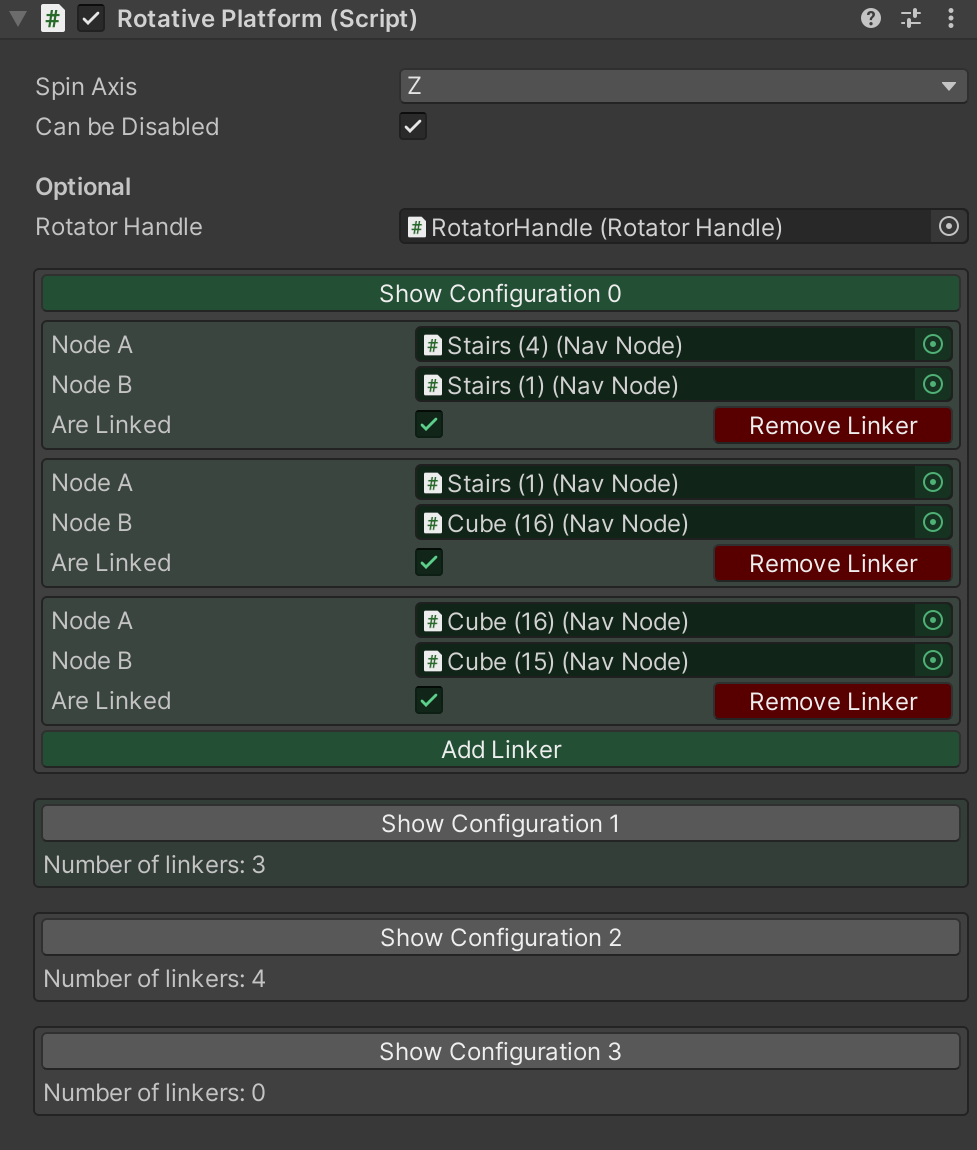 Rotative Platform (Script)
Spin Axis Z
Can be Disabled
Optional
Rotator Handle # RotatorHandle (Rotator Handle)
Show Configuration 0
Node A # Stairs (4) (Nav Node)
Node B # Stairs (1) (Nav Node)
Are Linked Remove Linker
Node A # Stairs (1) (Nav Node)
Node B # Cube (16) (Nav Node)
Are Linked Remove Linker
Node A # Cube (16) (Nav Node)
Node B # Cube (15) (Nav Node)
Are Linked Remove Linker
Add Linker
Show Configuration 1
Number of linkers: 3
Show Configuration 2
Number of linkers: 4
Show Configuration 3
Number of linkers: 0